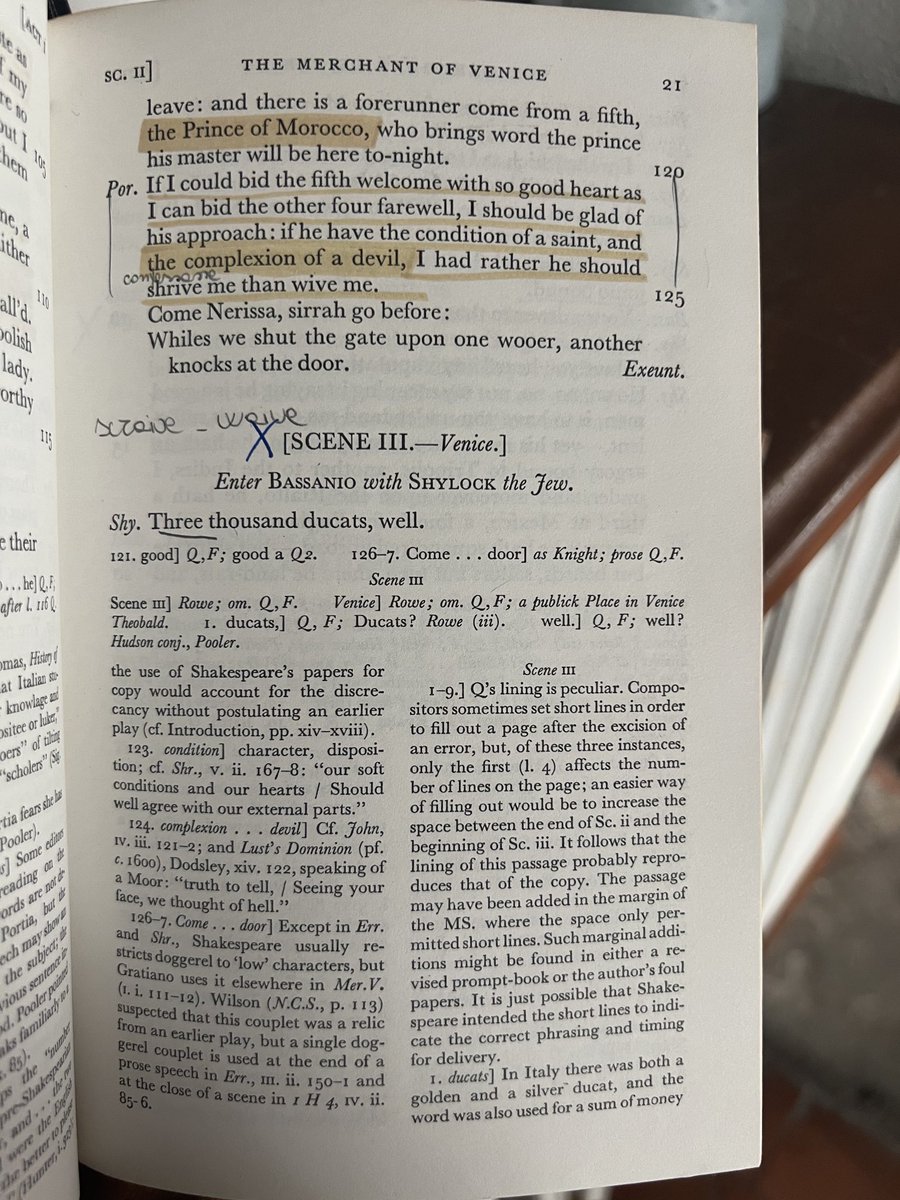 SC. II] THE MERCHANT OF VENICE 21
leave: and there is a forerunner come from a fifth,
the Prince of Morocco, who brings word the prince
his master will be here to-night. 120
Por. If I could bid the fifth welcome with so good heart as
I can bid the other four farewell, I should be glad of
his approach: if he have the condition of a saint, and
the complexion of a devil, I had rather he should
shrive me than wive me. 125
Come Nerissa, sirrah go before:
Whiles we shut the gate upon one wooer, another
knocks at the door. Exeunt.
X [SCENE III.—Venice.]
Enter BASSANIO with SHYLOCK the Jew.
Shy. Three thousand ducats, well.
121. good] Q,F; good a Q2. 126-7. Come . . . door] as Knight; prose Q,F.
Scene III
Scene III] Rowe; om. Q, F. Venice] Rowe; om. Q, F; a publick Place in Venice
Theobald. 1. ducats,] Q, F; Ducats? Rowe (iii). well.] Q, F; well?
Hudson conj., Pooler.
the use of Shakespeare's papers for
copy would account for the discre-
cancy without postulating an earlier
play (cf. Introduction, pp. xiv–xviii).
123. condition] character, disposi-
tion; cf. Shr., v. ii. 167–8: "our soft
conditions and our hearts / Should
well agree with our external parts."
124. complexion . . . devil] Cf. John,
IV. iii. 121–2; and Lust's Dominion (pf.
c. 1600), Dodsley, xiv. 122, speaking of
a Moor: "truth to tell, / Seeing your
face, we thought of hell."
126-7. Come . . . door] Except in Err.
and Shr., Shakespeare usually re-
stricts doggerel to 'low' characters, but
Gratiano uses it elsewhere in Mer.V.
(I. i. 111–12). Wilson (N.C.S., p. 113)
suspected that this couplet was a relic
from an earlier play, but a single dog-
gerel couplet is used at the end of a
prose speech in Err., III. ii. 150–1 and
at the close of a scene in 1 H 4, IV. ii.
85-6.
Scene III
1–9.] Q's lining is peculiar. Compo-
sitors sometimes set short lines in order
to fill out a page after the excision of
an error, but, of these three instances,
only the first (l. 4) affects the num-
ber of lines on the page; an easier way
of filling out would be to increase the
space between the end of Sc. ii and the
beginning of Sc. iii. It follows that the
lining of this passage probably repro-
duces that of the copy. The passage
may have been added in the margin of
the MS. where the space only per-
mitted short lines. Such marginal addi-
tions might be found in either a re-
vised prompt-book or the author's foul
papers. It is just possible that Shake-
speare intended the short lines to indi-
cate the correct phrasing and timing
for delivery.
1. ducats] In Italy there was both a
golden and a silver ducat, and the
word was also used for a sum of money